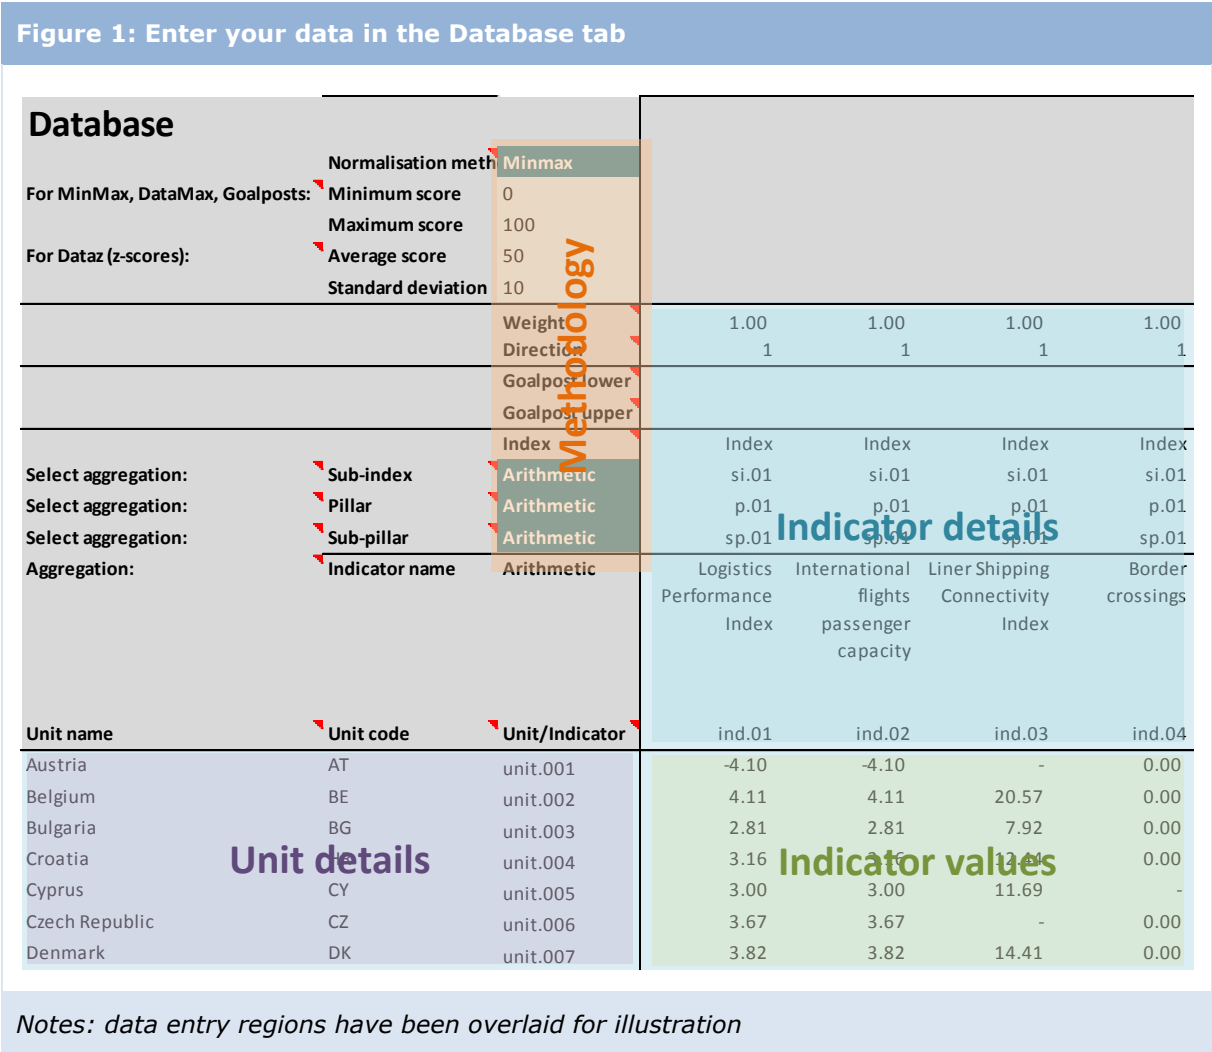 Figure 1: Enter your data in the Database tab
Database
Normalisation meth Minmax
For MinMax, DataMax, Goalposts: Minimum score 0
Maximum score 100
For Dataz (z-scores): Average score 50
Standard deviation 10
Methodology
Weight 1.00 1.00 1.00 1.00
Direction 1 1 1 1
Goalpost lower
Goalpost upper
Index Index Index Index Index
Select aggregation: Sub-index Arithmetic si.01 si.01 si.01 si.01
Select aggregation: Pillar Arithmetic p.01 p.01 p.01 p.01
Indicator details
Select aggregation: Sub-pillar Arithmetic sp.01 sp.01 sp.01 sp.01
Aggregation: Indicator name Arithmetic Logistics International Liner Shipping Border
Performance flights Connectivity crossings
Index passenger Index
capacity
Unit name Unit code Unit/Indicator ind.01 ind.02 ind.03 ind.04
Austria AT unit.001 -4.10 -4.10 - 0.00
Belgium BE unit.002 4.11 4.11 20.57 0.00
Bulgaria BG unit.003 2.81 2.81 7.92 0.00
Croatia unit.004 3.16 3.16 12.44 0.00
Unit details Indicator values
Cyprus CY unit.005 3.00 3.00 11.69 -
Czech Republic CZ unit.006 3.67 3.67 - 0.00
Denmark DK unit.007 3.82 3.82 14.41 0.00
Notes: data entry regions have been overlaid for illustration